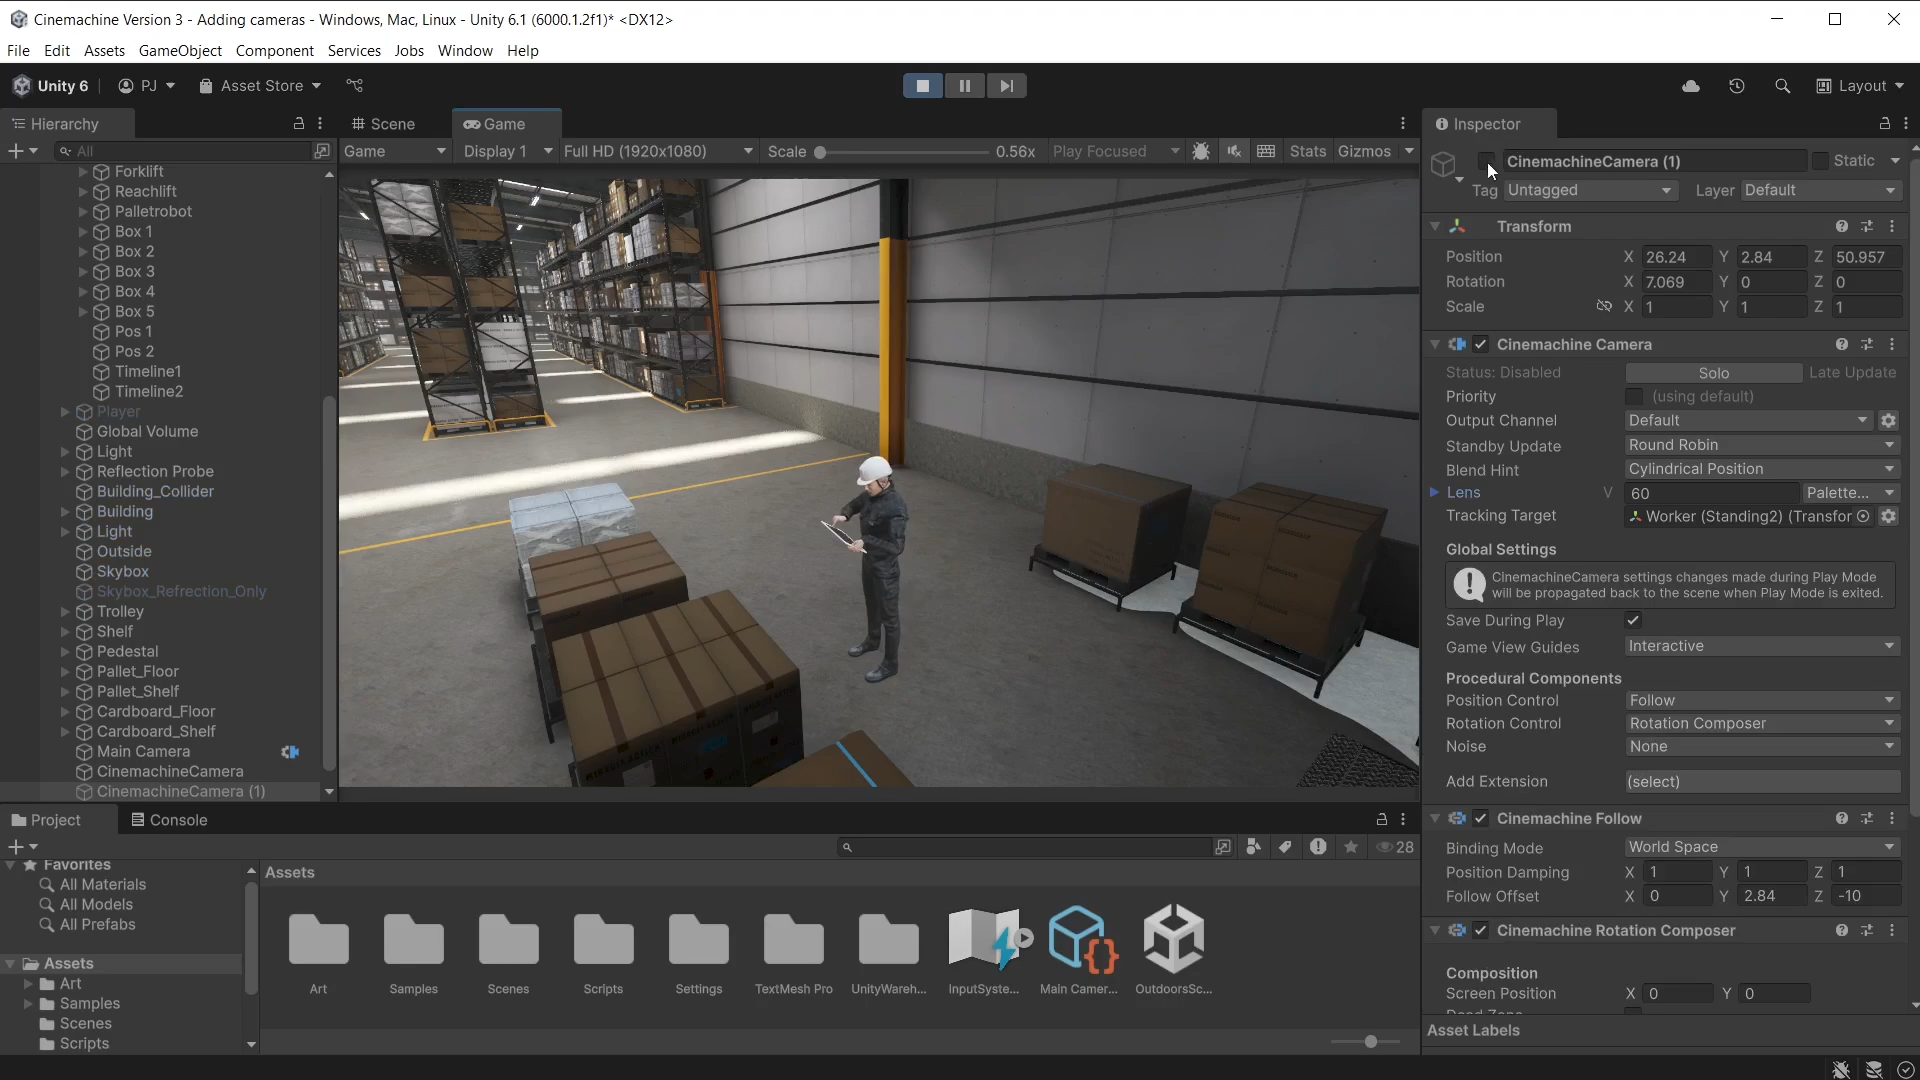 Cinemachine Version 3 - Adding cameras - Windows, Mac, Linux - Unity 6.1 (6000.1.2f1)* <DX12>
File Edit Assets GameObject Component Services Jobs Window Help
Unity 6 PJ Asset Store Layout
Hierarchy
All
Forklift
Reachlift
Palletrobot
Box 1
Box 2
Box 3
Box 4
Box 5
Pos 1
Pos 2
Timeline1
Timeline2
Player
Global Volume
Light
Reflection Probe
Building_Collider
Building
Light
Outside
Skybox
Skybox_Refrection_Only
Trolley
Shelf
Pedestal
Pallet_Floor
Pallet_Shelf
Cardboard_Floor
Cardboard_Shelf
Main Camera
CinemachineCamera
CinemachineCamera (1)
Scene Game
Game Display 1 Full HD (1920x1080) Scale 0.56x Play Focused Stats Gizmos
Inspector
CinemachineCamera (1) Static
Tag Untagged Layer Default
Transform
Position X 26.24 Y 2.84 Z 50.957
Rotation X 7.069 Y 0 Z 0
Scale X 1 Y 1 Z 1
Cinemachine Camera
Status: Disabled Solo Late Update
Priority (using default)
Output Channel Default
Standby Update Round Robin
Blend Hint Cylindrical Position
Lens V 60 Palette...
Tracking Target Worker (Standing2) (Transfor
Global Settings
CinemachineCamera settings changes made during Play Mode
will be propagated back to the scene when Play Mode is exited.
Save During Play
Game View Guides Interactive
Procedural Components
Position Control Follow
Rotation Control Rotation Composer
Noise None
Add Extension (select)
Cinemachine Follow
Binding Mode World Space
Position Damping X 1 Y 1 Z 1
Follow Offset X 0 Y 2.84 Z -10
Cinemachine Rotation Composer
Composition
Screen Position X 0 Y 0
Asset Labels
Project Console
28
Favorites
All Materials
All Models
All Prefabs
Assets
Art
Samples
Scenes
Scripts
Assets
Art Samples Scenes Scripts Settings TextMesh Pro UnityWareh... InputSyste... Main Camer... OutdoorsSc...